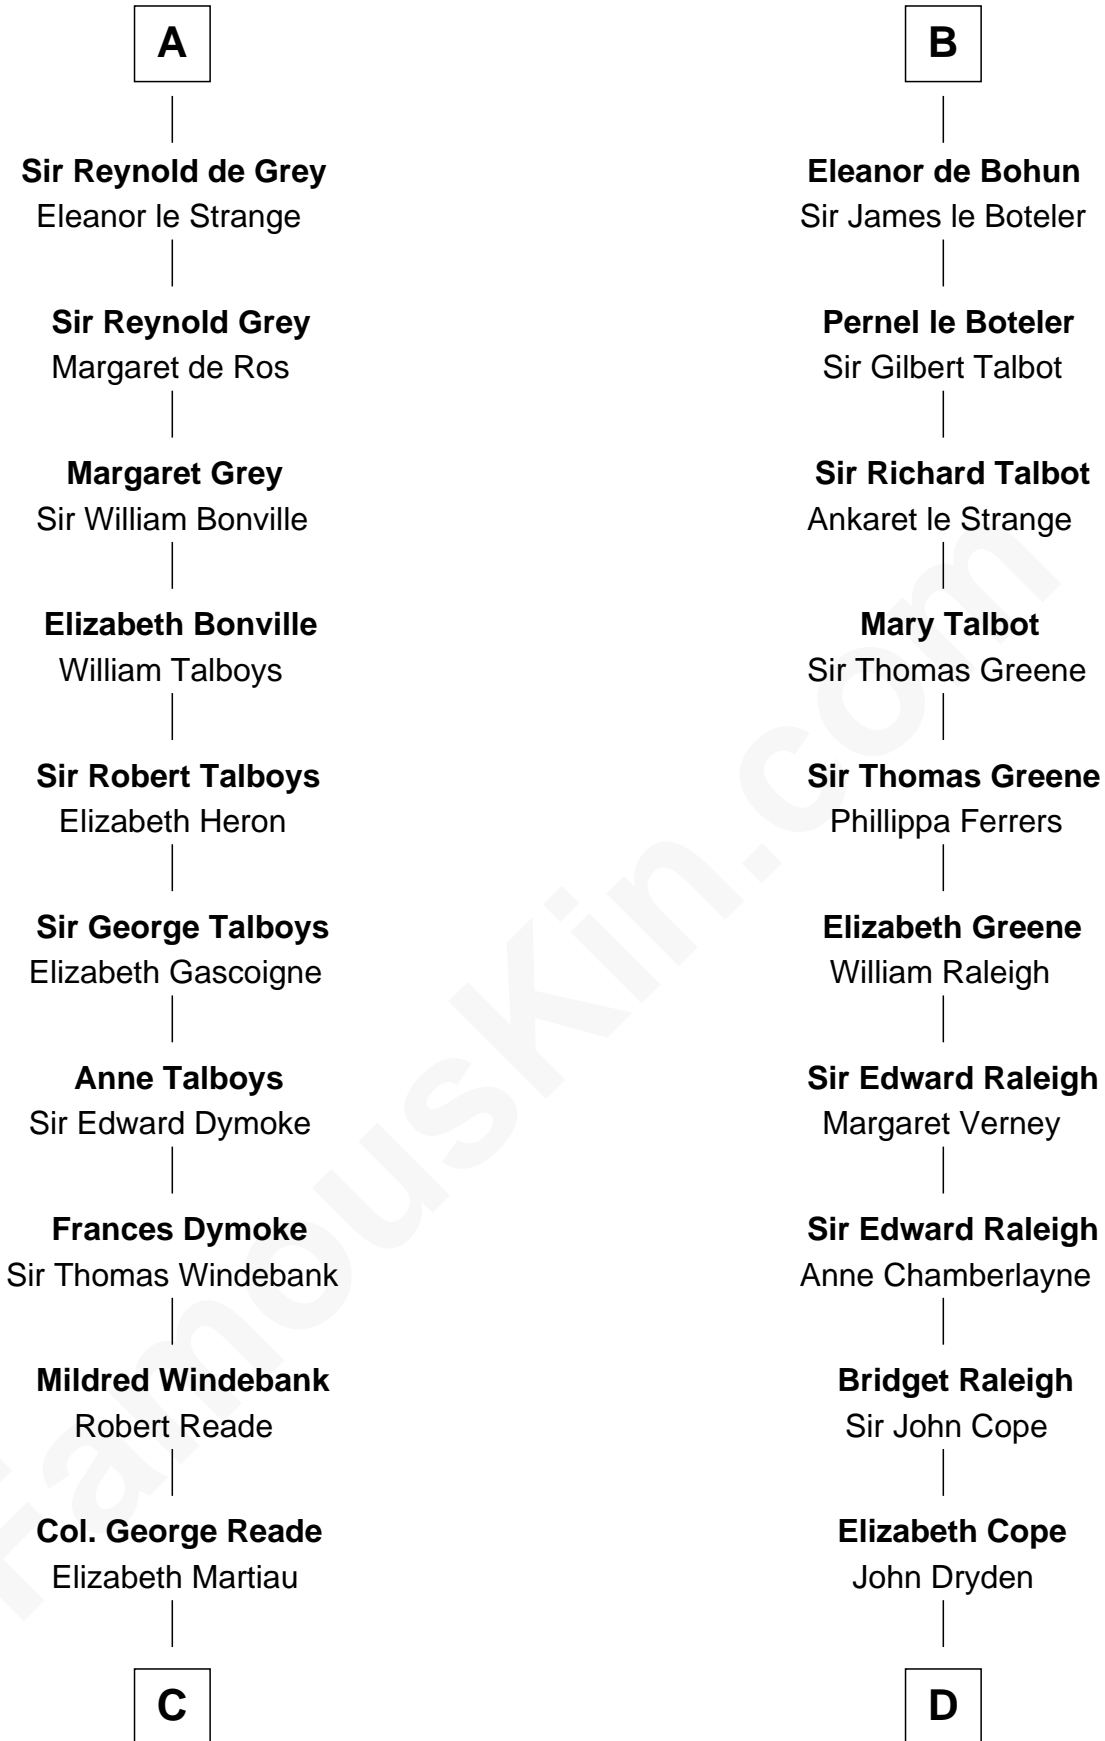 A
Sir Reynold de Grey
Eleanor le Strange
Sir Reynold Grey
Margaret de Ros
Margaret Grey
Sir William Bonville
Elizabeth Bonville
William Talboys
Sir Robert Talboys
Elizabeth Heron
Sir George Talboys
Elizabeth Gascoigne
Anne Talboys
Sir Edward Dymoke
Frances Dymoke
Sir Thomas Windebank
Mildred Windebank
Robert Reade
Col. George Reade
Elizabeth Martiau
C
B
Eleanor de Bohun
Sir James le Boteler
Pernel le Boteler
Sir Gilbert Talbot
Sir Richard Talbot
Ankaret le Strange
Mary Talbot
Sir Thomas Greene
Sir Thomas Greene
Phillippa Ferrers
Elizabeth Greene
William Raleigh
Sir Edward Raleigh
Margaret Verney
Sir Edward Raleigh
Anne Chamberlayne
Bridget Raleigh
Sir John Cope
Elizabeth Cope
John Dryden
D
FamousKin.com